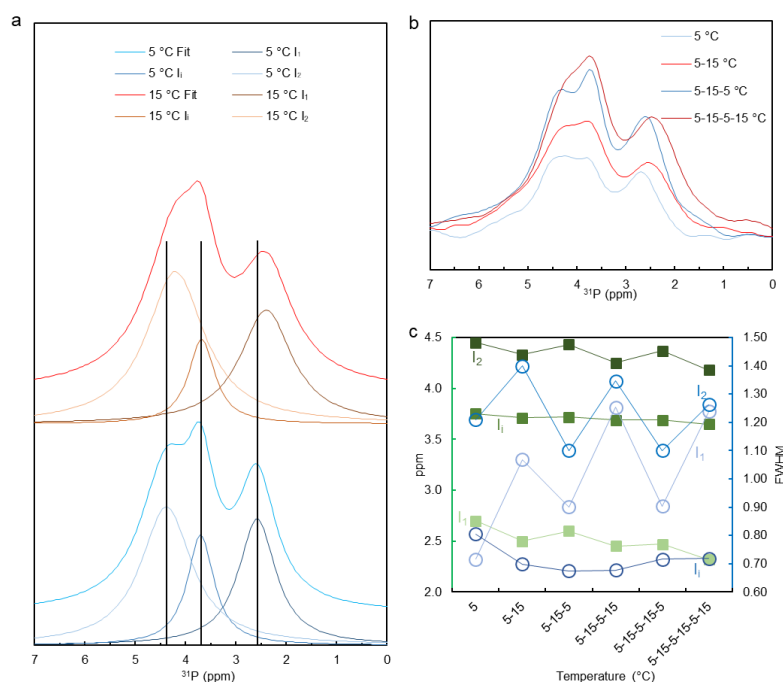 a
5 °C Fit
5 °C I₁
5 °C Iᵢ
5 °C I₂
15 °C Fit
15 °C I₁
15 °C Iᵢ
15 °C I₂
7 6 5 4 3 2 1 0
³¹P (ppm)
b
5 °C
5-15 °C
5-15-5 °C
5-15-5-15 °C
7 6 5 4 3 2 1 0
³¹P (ppm)
c
4.5
4.0
3.5
3.0
2.5
2.0
ppm
1.50
1.40
1.30
1.20
1.10
1.00
0.90
0.80
0.70
0.60
FWHM
I₂
Iᵢ
I₁
I₂
I₁
Iᵢ
5
5-15
5-15-5
5-15-5-15
5-15-5-15-5
5-15-5-15-5-15
Temperature (°C)